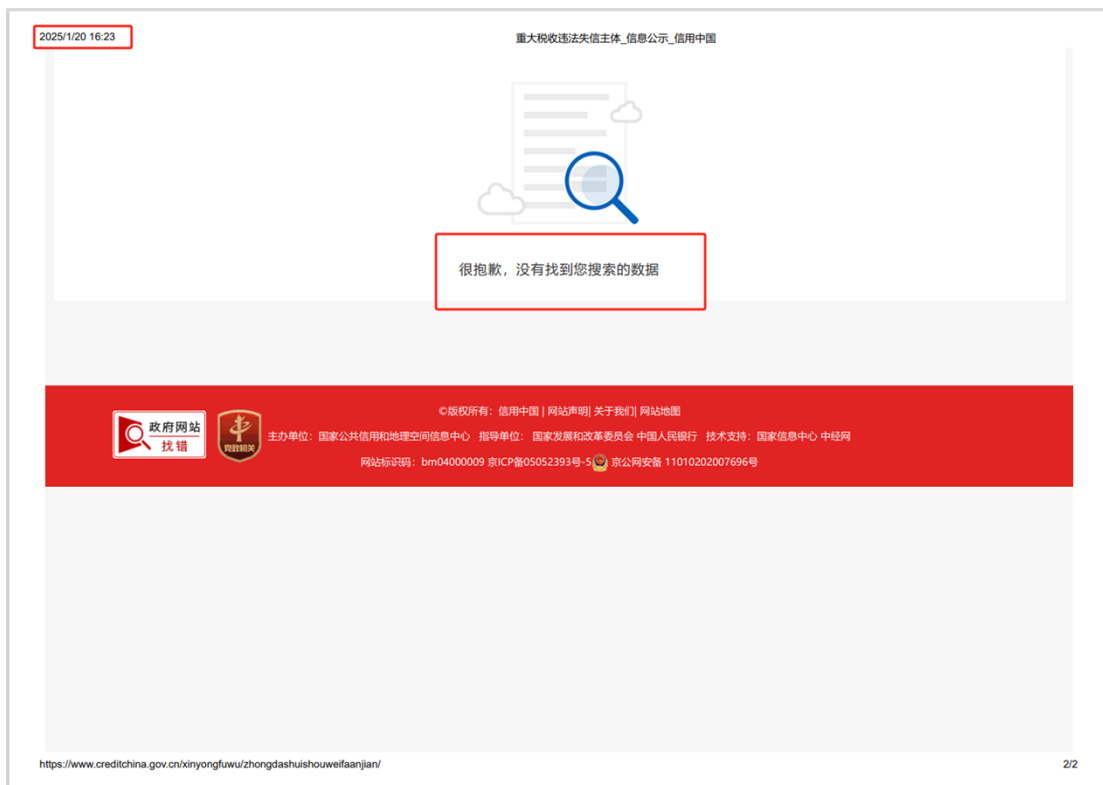 2025/1/20 16:23
重大税收违法失信主体_信息公示_信用中国
很抱歉，没有找到您搜索的数据
政府网站
找错
党政机关
©版权所有：信用中国 | 网站声明| 关于我们| 网站地图
主办单位：国家公共信用和地理空间信息中心 指导单位： 国家发展和改革委员会 中国人民银行 技术支持：国家信息中心 中经网
网站标识码：bm04000009 京ICP备05052393号-5 京公网安备 11010202007696号
https://www.creditchina.gov.cn/xinyongfuwu/zhongdashuishouweifaanjian/
2/2